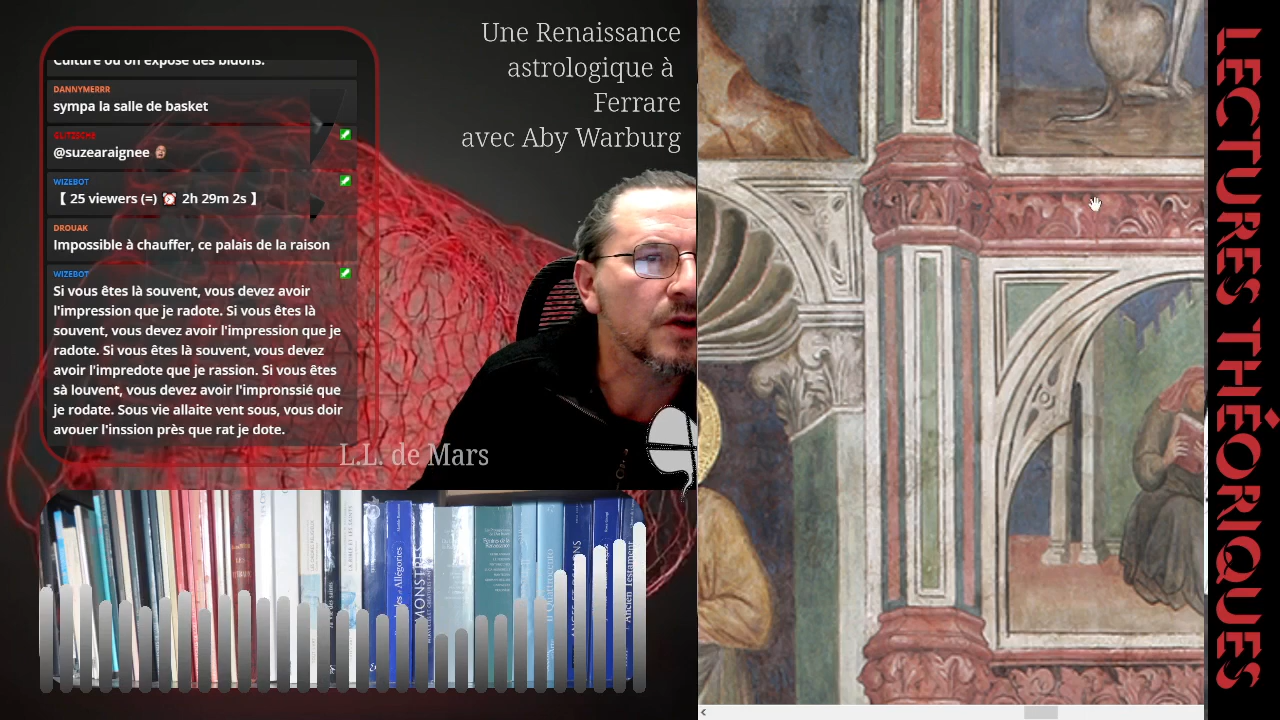 Culture où on expose des bidons.
DANNYMERRR
sympa la salle de basket
GLITZSCHE
@suzearaignee
WIZEBOT
【 25 viewers (=) ⏰ 2h 29m 2s 】
DROUAK
Impossible à chauffer, ce palais de la raison
WIZEBOT
Si vous êtes là souvent, vous devez avoir
l'impression que je radote. Si vous êtes là
souvent, vous devez avoir l'impression que je
radote. Si vous êtes là souvent, vous devez
avoir l'impredote que je rassion. Si vous êtes
sà louvent, vous devez avoir l'impronssié que
je rodate. Sous vie allaite vent sous, vous doir
avouer l'inssion près que rat je dote.
Une Renaissance
astrologique à
Ferrare
avec Aby Warburg
L.L. de Mars
MONSTRES
Allégories
Ancien Testament
LECTURES THÉORIQUES